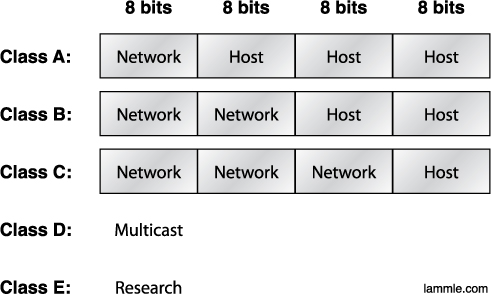 8 bits 8 bits 8 bits 8 bits
Class A: Network Host Host Host
Class B: Network Network Host Host
Class C: Network Network Network Host
Class D: Multicast
Class E: Research lammle.com